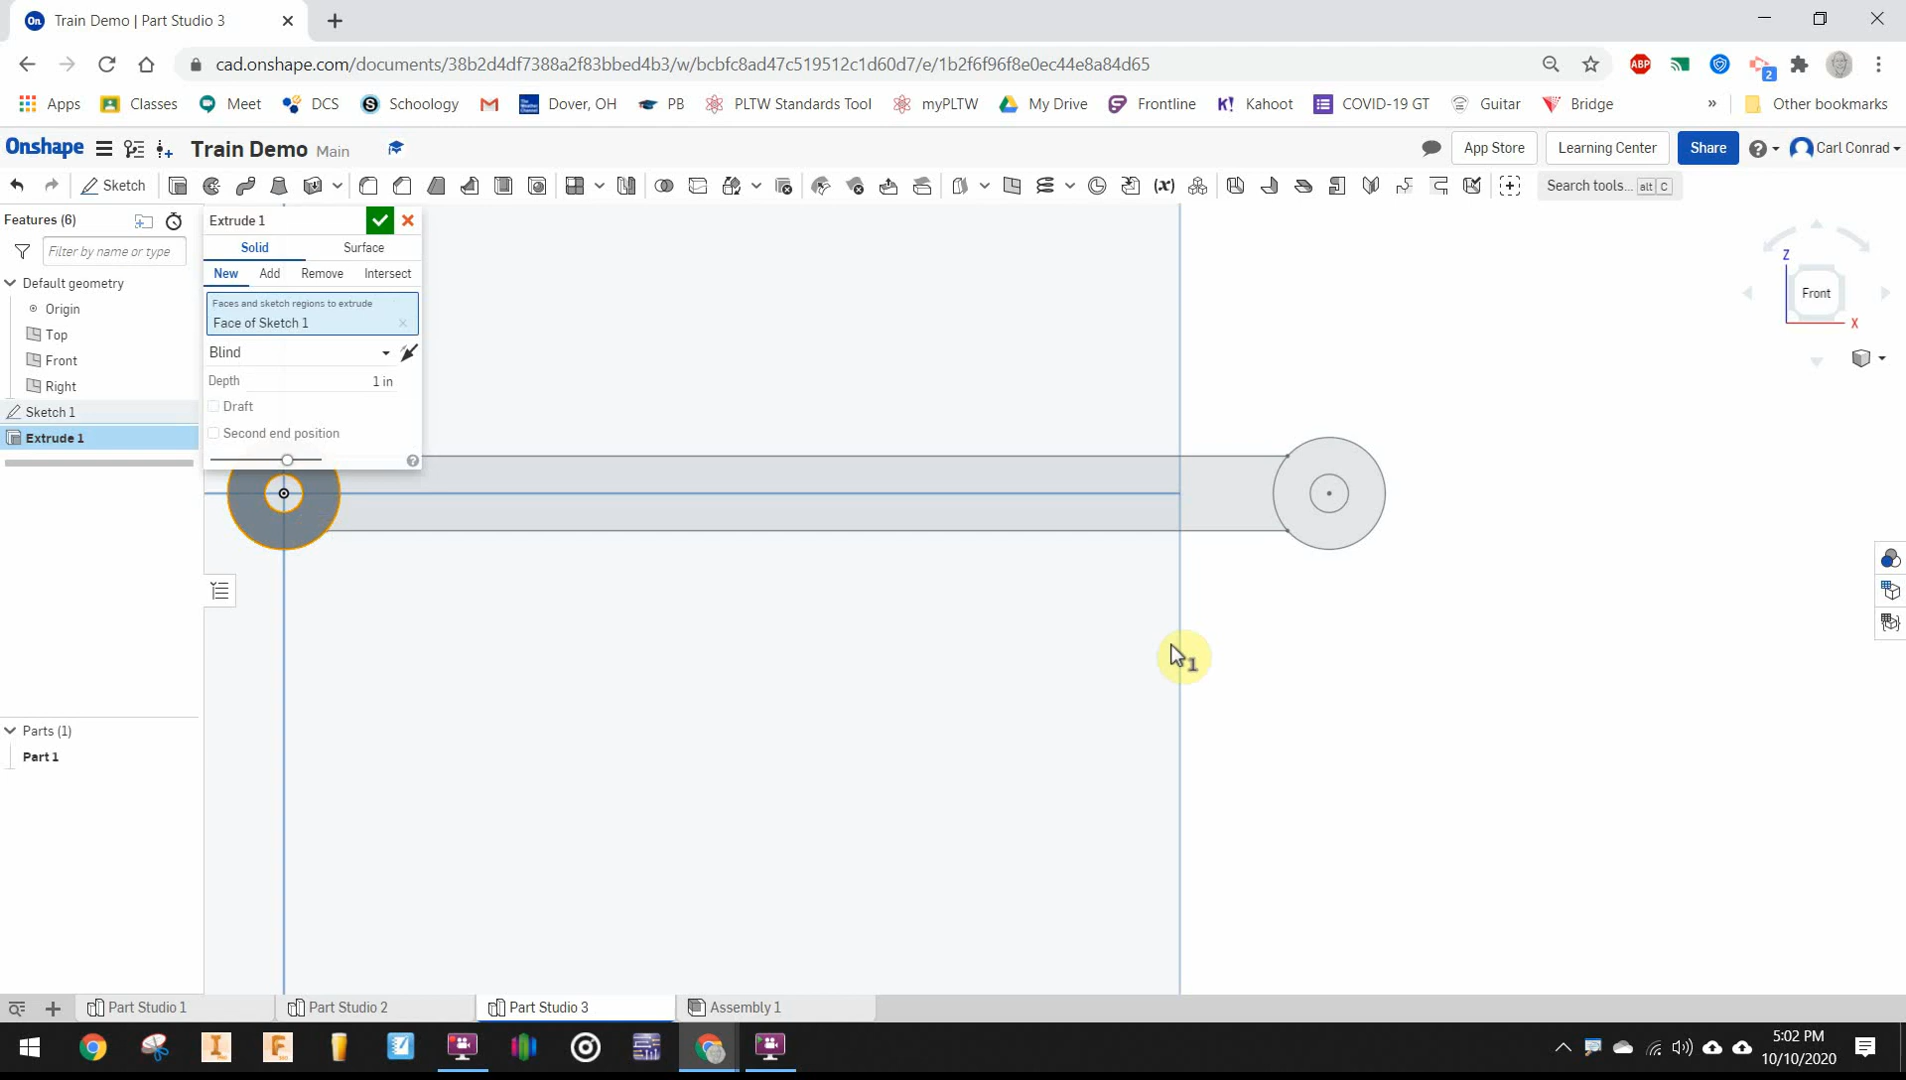 Train Demo | Part Studio 3
cad.onshape.com/documents/38b2d4df7388a2f83bbed4b3/w/bcbfc8ad47c519512c1d60d7/e/1b2f6f96f8e0ec44e8a84d65
ABP
2
Apps
Classes
Meet
DCS
Schoology
Dover, OH
PB
PLTW Standards Tool
myPLTW
My Drive
Frontline
Kahoot
COVID-19 GT
Guitar
Bridge
»
Other bookmarks
Onshape
Train Demo Main
App Store
Learning Center
Share
Carl Conrad
Sketch
Search tools... alt C
Features (6)
Filter by name or type
Default geometry
Origin
Top
Front
Right
Sketch 1
Extrude 1
Extrude 1
Solid
Surface
New
Add
Remove
Intersect
Faces and sketch regions to extrude
Face of Sketch 1
Blind
Depth
1 in
Draft
Second end position
Z
Front
X
1
Parts (1)
Part 1
Part Studio 1
Part Studio 2
Part Studio 3
Assembly 1
5:02 PM
10/10/2020